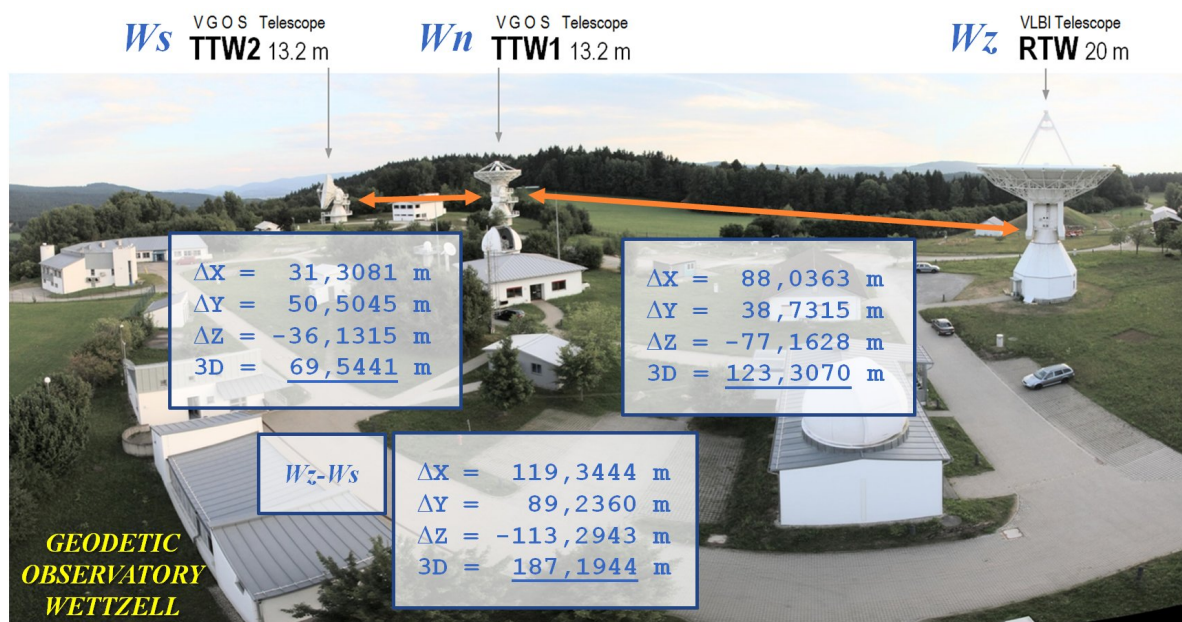 Ws
V G O S Telescope
TTW2 13.2 m
Wn
V G O S Telescope
TTW1 13.2 m
Wz
VLBI Telescope
RTW 20 m
ΔX = 31,3081 m
ΔY = 50,5045 m
ΔZ = -36,1315 m
3D = 69,5441 m
ΔX = 88,0363 m
ΔY = 38,7315 m
ΔZ = -77,1628 m
3D = 123,3070 m
Wz-Ws
ΔX = 119,3444 m
ΔY = 89,2360 m
ΔZ = -113,2943 m
3D = 187,1944 m
GEODETIC
OBSERVATORY
WETTZELL